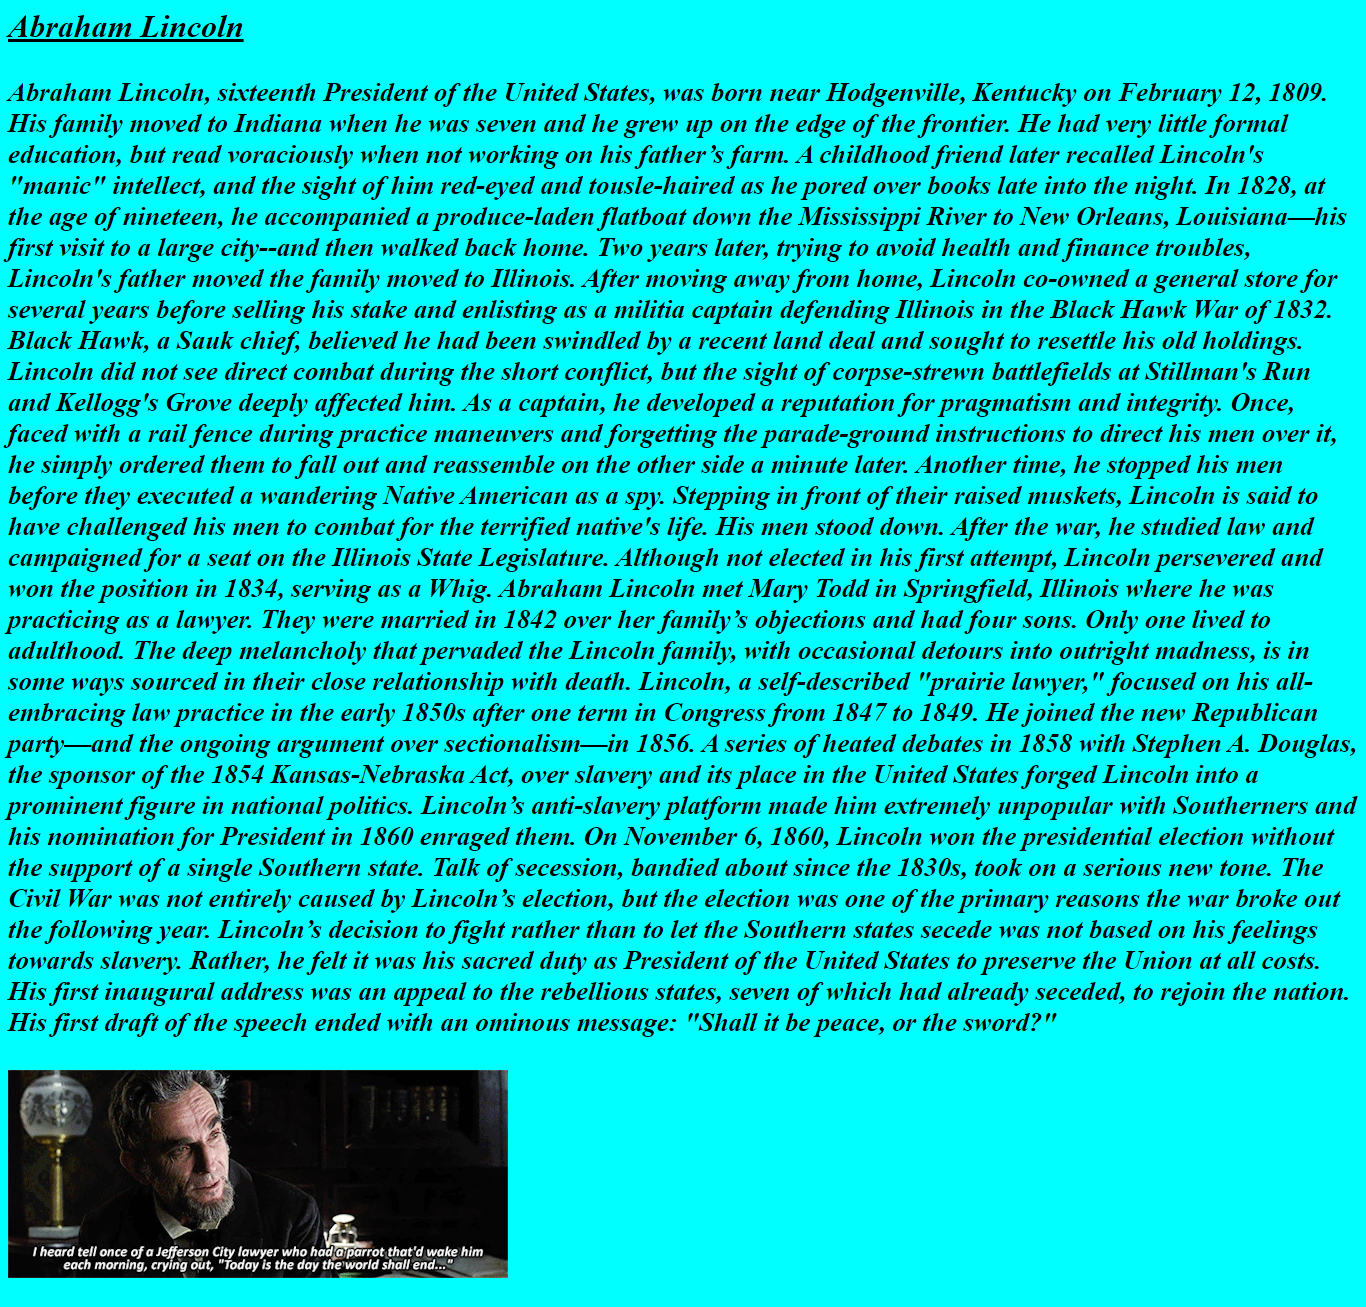 Abraham Lincoln
Abraham Lincoln, sixteenth President of the United States, was born near Hodgenville, Kentucky on February 12, 1809.
His family moved to Indiana when he was seven and he grew up on the edge of the frontier. He had very little formal
education, but read voraciously when not working on his father’s farm. A childhood friend later recalled Lincoln's
"manic" intellect, and the sight of him red-eyed and tousle-haired as he pored over books late into the night. In 1828, at
the age of nineteen, he accompanied a produce-laden flatboat down the Mississippi River to New Orleans, Louisiana—his
first visit to a large city--and then walked back home. Two years later, trying to avoid health and finance troubles,
Lincoln's father moved the family moved to Illinois. After moving away from home, Lincoln co-owned a general store for
several years before selling his stake and enlisting as a militia captain defending Illinois in the Black Hawk War of 1832.
Black Hawk, a Sauk chief, believed he had been swindled by a recent land deal and sought to resettle his old holdings.
Lincoln did not see direct combat during the short conflict, but the sight of corpse-strewn battlefields at Stillman's Run
and Kellogg's Grove deeply affected him. As a captain, he developed a reputation for pragmatism and integrity. Once,
faced with a rail fence during practice maneuvers and forgetting the parade-ground instructions to direct his men over it,
he simply ordered them to fall out and reassemble on the other side a minute later. Another time, he stopped his men
before they executed a wandering Native American as a spy. Stepping in front of their raised muskets, Lincoln is said to
have challenged his men to combat for the terrified native's life. His men stood down. After the war, he studied law and
campaigned for a seat on the Illinois State Legislature. Although not elected in his first attempt, Lincoln persevered and
won the position in 1834, serving as a Whig. Abraham Lincoln met Mary Todd in Springfield, Illinois where he was
practicing as a lawyer. They were married in 1842 over her family’s objections and had four sons. Only one lived to
adulthood. The deep melancholy that pervaded the Lincoln family, with occasional detours into outright madness, is in
some ways sourced in their close relationship with death. Lincoln, a self-described "prairie lawyer," focused on his all-
embracing law practice in the early 1850s after one term in Congress from 1847 to 1849. He joined the new Republican
party—and the ongoing argument over sectionalism—in 1856. A series of heated debates in 1858 with Stephen A. Douglas,
the sponsor of the 1854 Kansas-Nebraska Act, over slavery and its place in the United States forged Lincoln into a
prominent figure in national politics. Lincoln’s anti-slavery platform made him extremely unpopular with Southerners and
his nomination for President in 1860 enraged them. On November 6, 1860, Lincoln won the presidential election without
the support of a single Southern state. Talk of secession, bandied about since the 1830s, took on a serious new tone. The
Civil War was not entirely caused by Lincoln’s election, but the election was one of the primary reasons the war broke out
the following year. Lincoln’s decision to fight rather than to let the Southern states secede was not based on his feelings
towards slavery. Rather, he felt it was his sacred duty as President of the United States to preserve the Union at all costs.
His first inaugural address was an appeal to the rebellious states, seven of which had already seceded, to rejoin the nation.
His first draft of the speech ended with an ominous message: "Shall it be peace, or the sword?"
I heard tell once of a Jefferson City lawyer who had a parrot that'd wake him
each morning, crying out, "Today is the day the world shall end..."